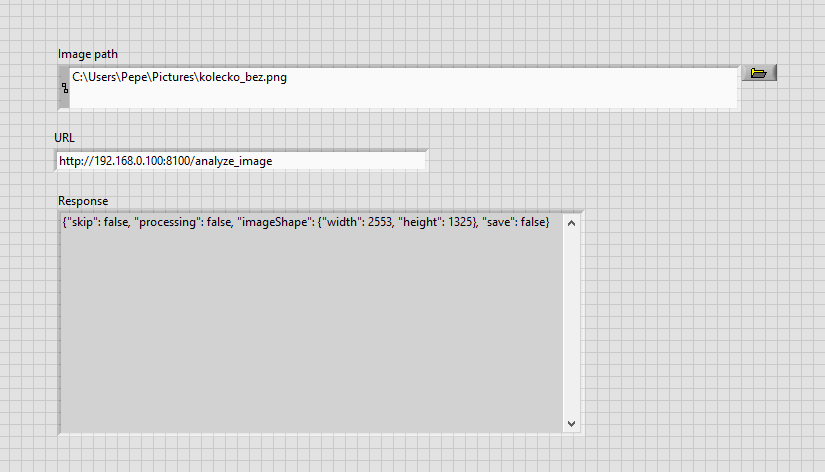 Image path
C:\Users\Pepe\Pictures\kolecko_bez.png
URL
http://192.168.0.100:8100/analyze_image
Response
{"skip": false, "processing": false, "imageShape": {"width": 2553, "height": 1325}, "save": false}